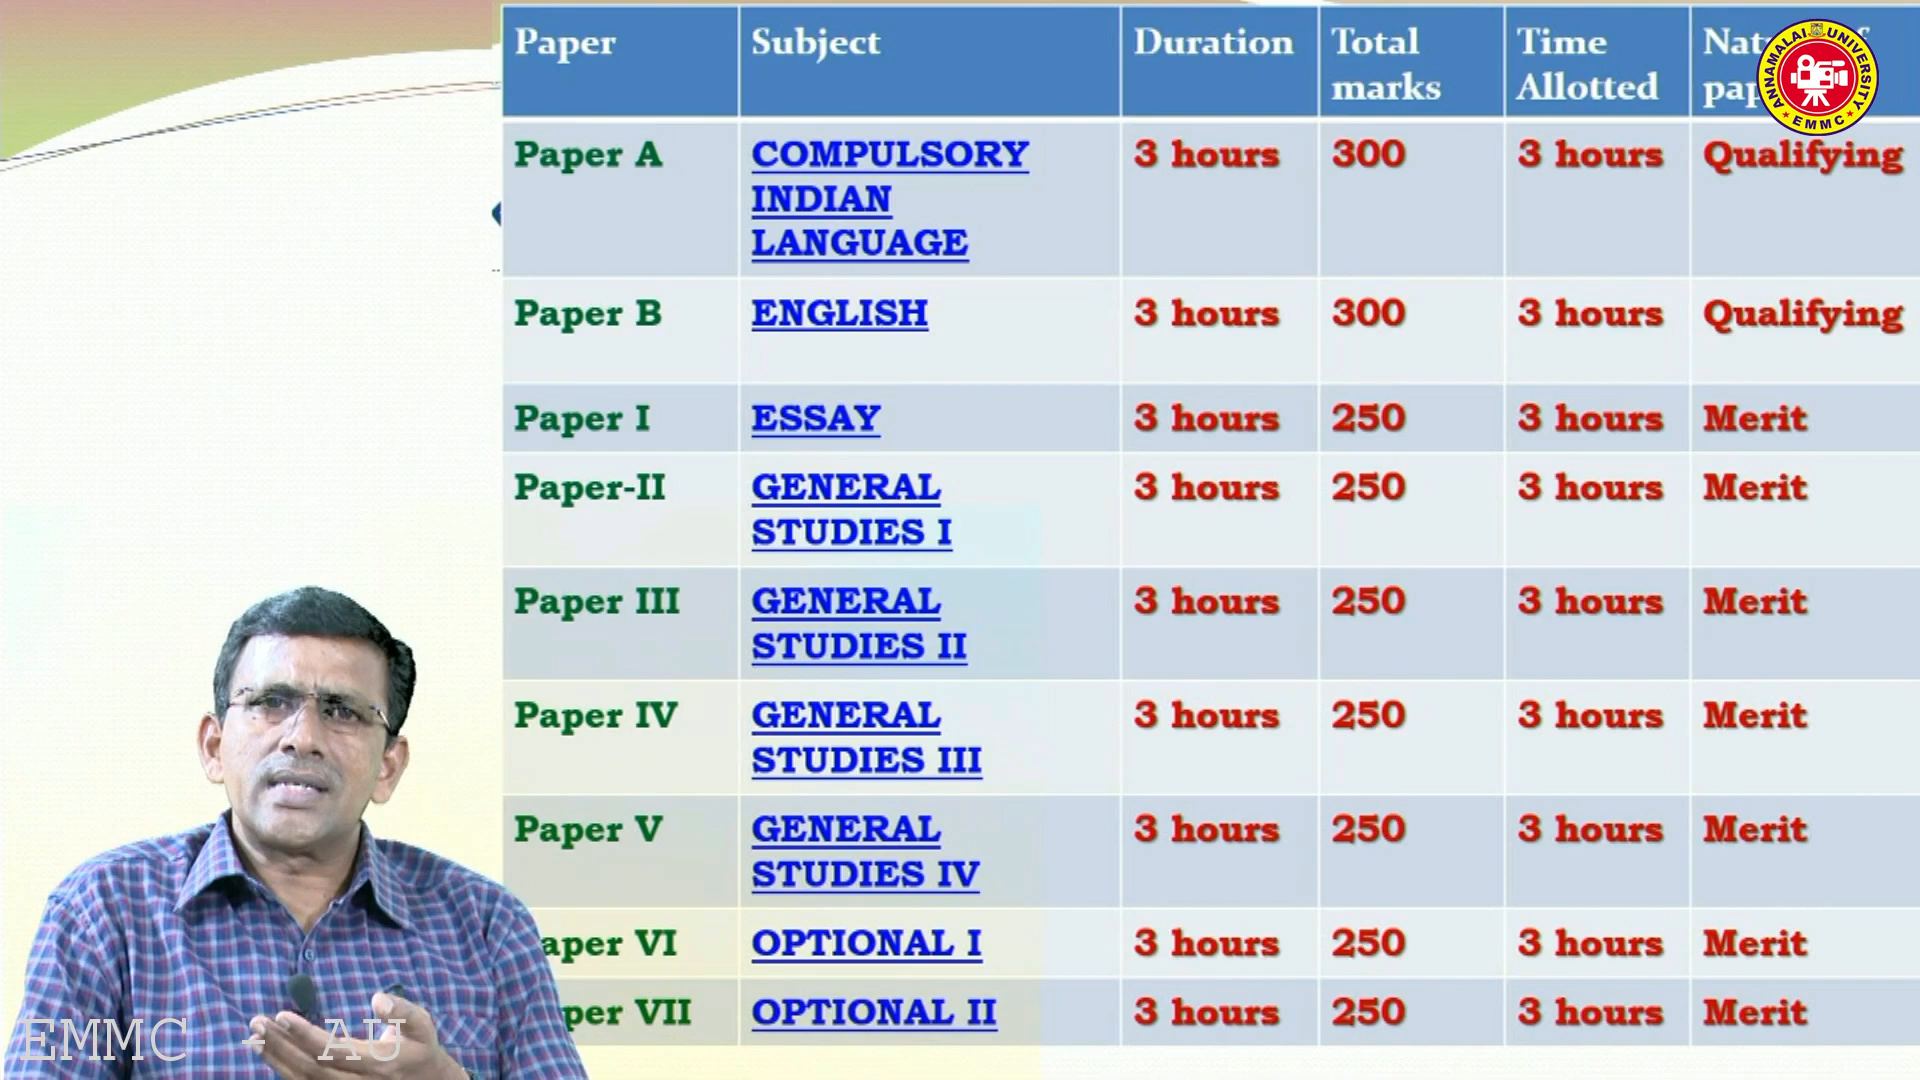 Paper Subject Duration Total marks Time Allotted
Paper A COMPULSORY INDIAN LANGUAGE 3 hours 300 3 hours Qualifying
Paper B ENGLISH 3 hours 300 3 hours Qualifying
Paper I ESSAY 3 hours 250 3 hours Merit
Paper-II GENERAL STUDIES I 3 hours 250 3 hours Merit
Paper III GENERAL STUDIES II 3 hours 250 3 hours Merit
Paper IV GENERAL STUDIES III 3 hours 250 3 hours Merit
Paper V GENERAL STUDIES IV 3 hours 250 3 hours Merit
aper VI OPTIONAL I 3 hours 250 3 hours Merit
per VII OPTIONAL II 3 hours 250 3 hours Merit
ANNAMALAI UNIVERSITY
EMMC
EMMC - AU